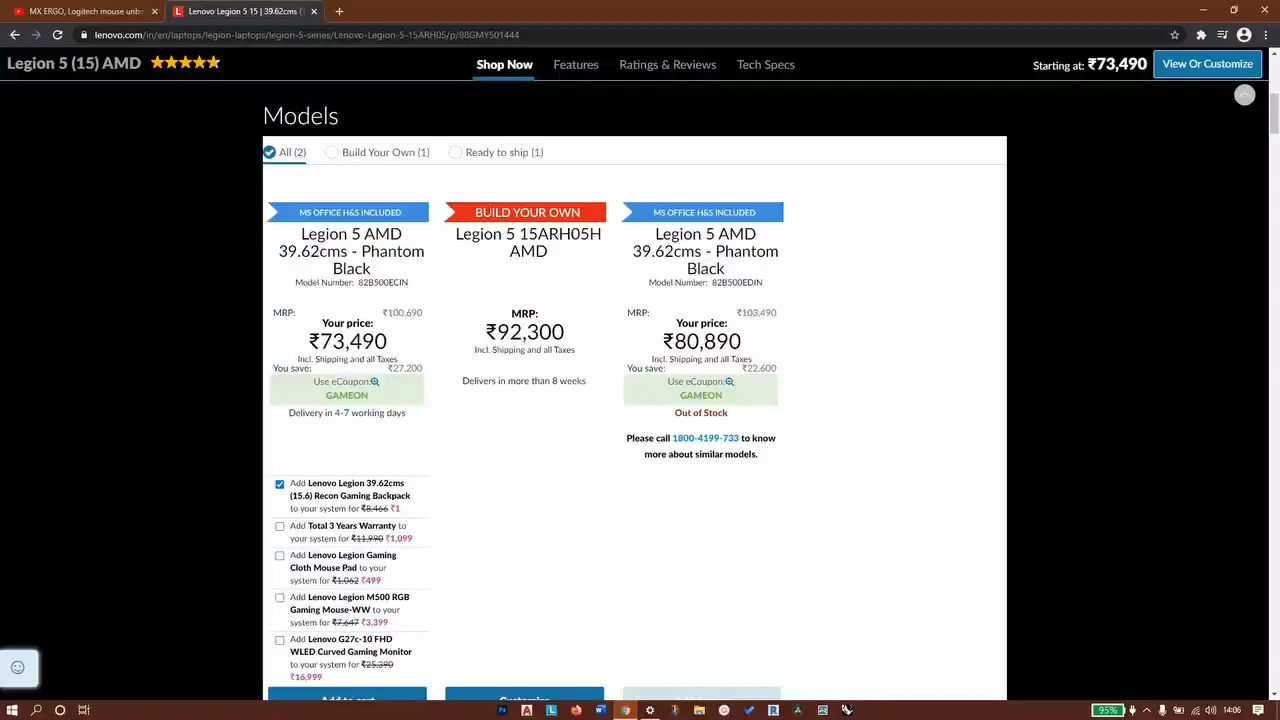 MX ERGO, Logitech mouse unb
Legion 5 15 | 39.62cms (
lenovo.com/in/en/laptops/legion-laptops/legion-5-series/Lenovo-Legion-5-15ARH05/p/88GMY501444
Legion 5 (15) AMD
Shop Now
Features
Ratings & Reviews
Tech Specs
Starting at: ₹73,490
View Or Customize
Models
All (2)
Build Your Own (1)
Ready to ship (1)
MS OFFICE H&S INCLUDED
Legion 5 AMD
39.62cms - Phantom
Black
Model Number: 82B500ECIN
MRP: ₹100,690
Your price:
₹73,490
Incl. Shipping and all Taxes
You save: ₹27,200
Use eCoupon:
GAMEON
Delivery in 4-7 working days
Add Lenovo Legion 39.62cms
(15.6) Recon Gaming Backpack
to your system for ₹8,466 ₹1
Add Total 3 Years Warranty to
your system for ₹11,990 ₹1,099
Add Lenovo Legion Gaming
Cloth Mouse Pad to your
system for ₹1,062 ₹499
Add Lenovo Legion M500 RGB
Gaming Mouse-WW to your
system for ₹7,647 ₹3,399
Add Lenovo G27c-10 FHD
WLED Curved Gaming Monitor
to your system for ₹25,390
₹16,999
Add to cart
BUILD YOUR OWN
Legion 5 15ARH05H
AMD
MRP:
₹92,300
Incl. Shipping and all Taxes
Delivers in more than 8 weeks
Customize
MS OFFICE H&S INCLUDED
Legion 5 AMD
39.62cms - Phantom
Black
Model Number: 82B500EDIN
MRP: ₹103,490
Your price:
₹80,890
Incl. Shipping and all Taxes
You save: ₹22,600
Use eCoupon:
GAMEON
Out of Stock
Please call 1800-4199-733 to know
more about similar models.
95%
14:06